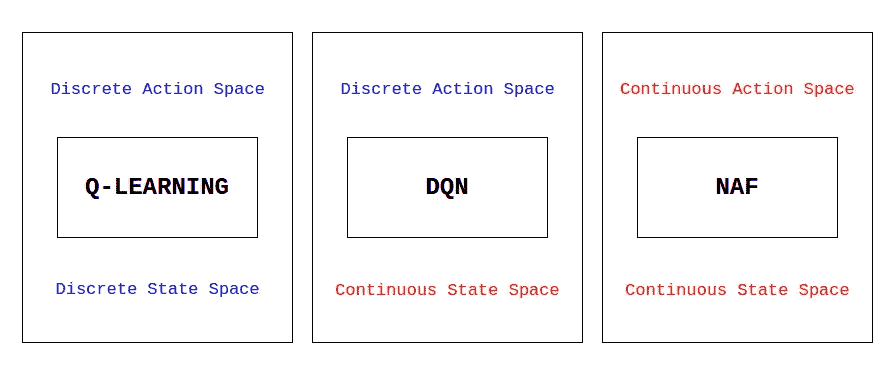 Discrete Action Space
Q-LEARNING
Discrete State Space
Discrete Action Space
DQN
Continuous State Space
Continuous Action Space
NAF
Continuous State Space